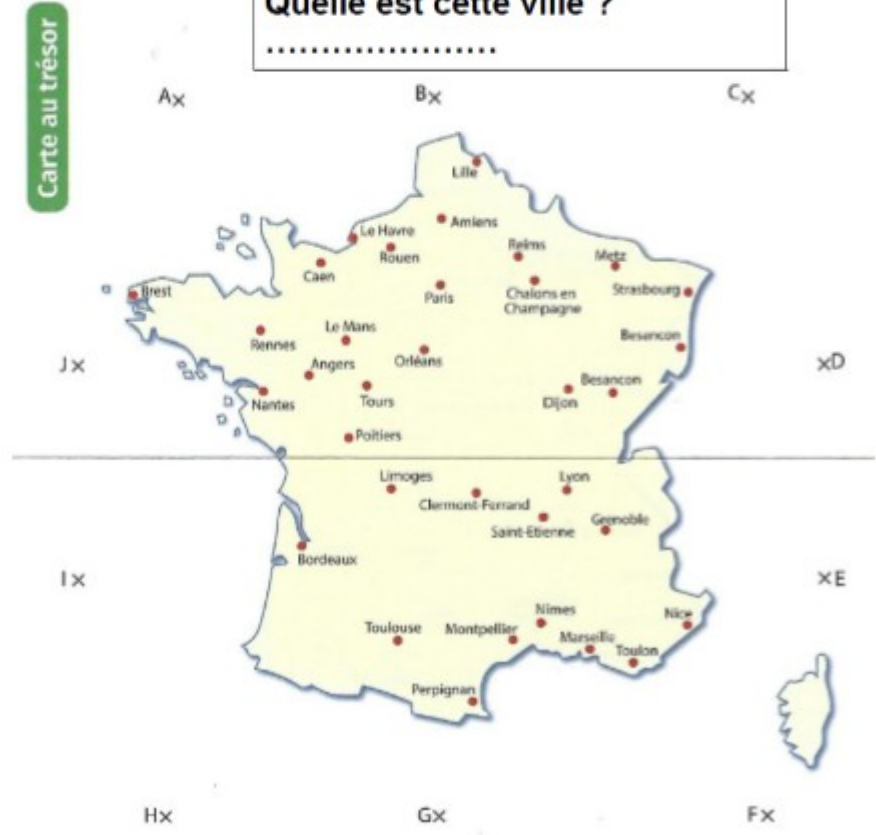 Quelle est cette ville ?
.....................
Carte au trésor
A× B× C×
Lille
Amiens
Le Havre
Rouen
Caen
Reims
Metz
Brest
Paris
Chalons en
Champagne
Strasbourg
Rennes
Le Mans
Orléans
Besancon
J×
Angers
×D
Nantes
Tours
Dijon
Besancon
Poitiers
Limoges
Lyon
Clermont-Ferrand
Saint-Etienne
Grenoble
Bordeaux
I×
×E
Nimes
Nice
Toulouse
Montpellier
Marseille
Toulon
Perpignan
H× G× F×